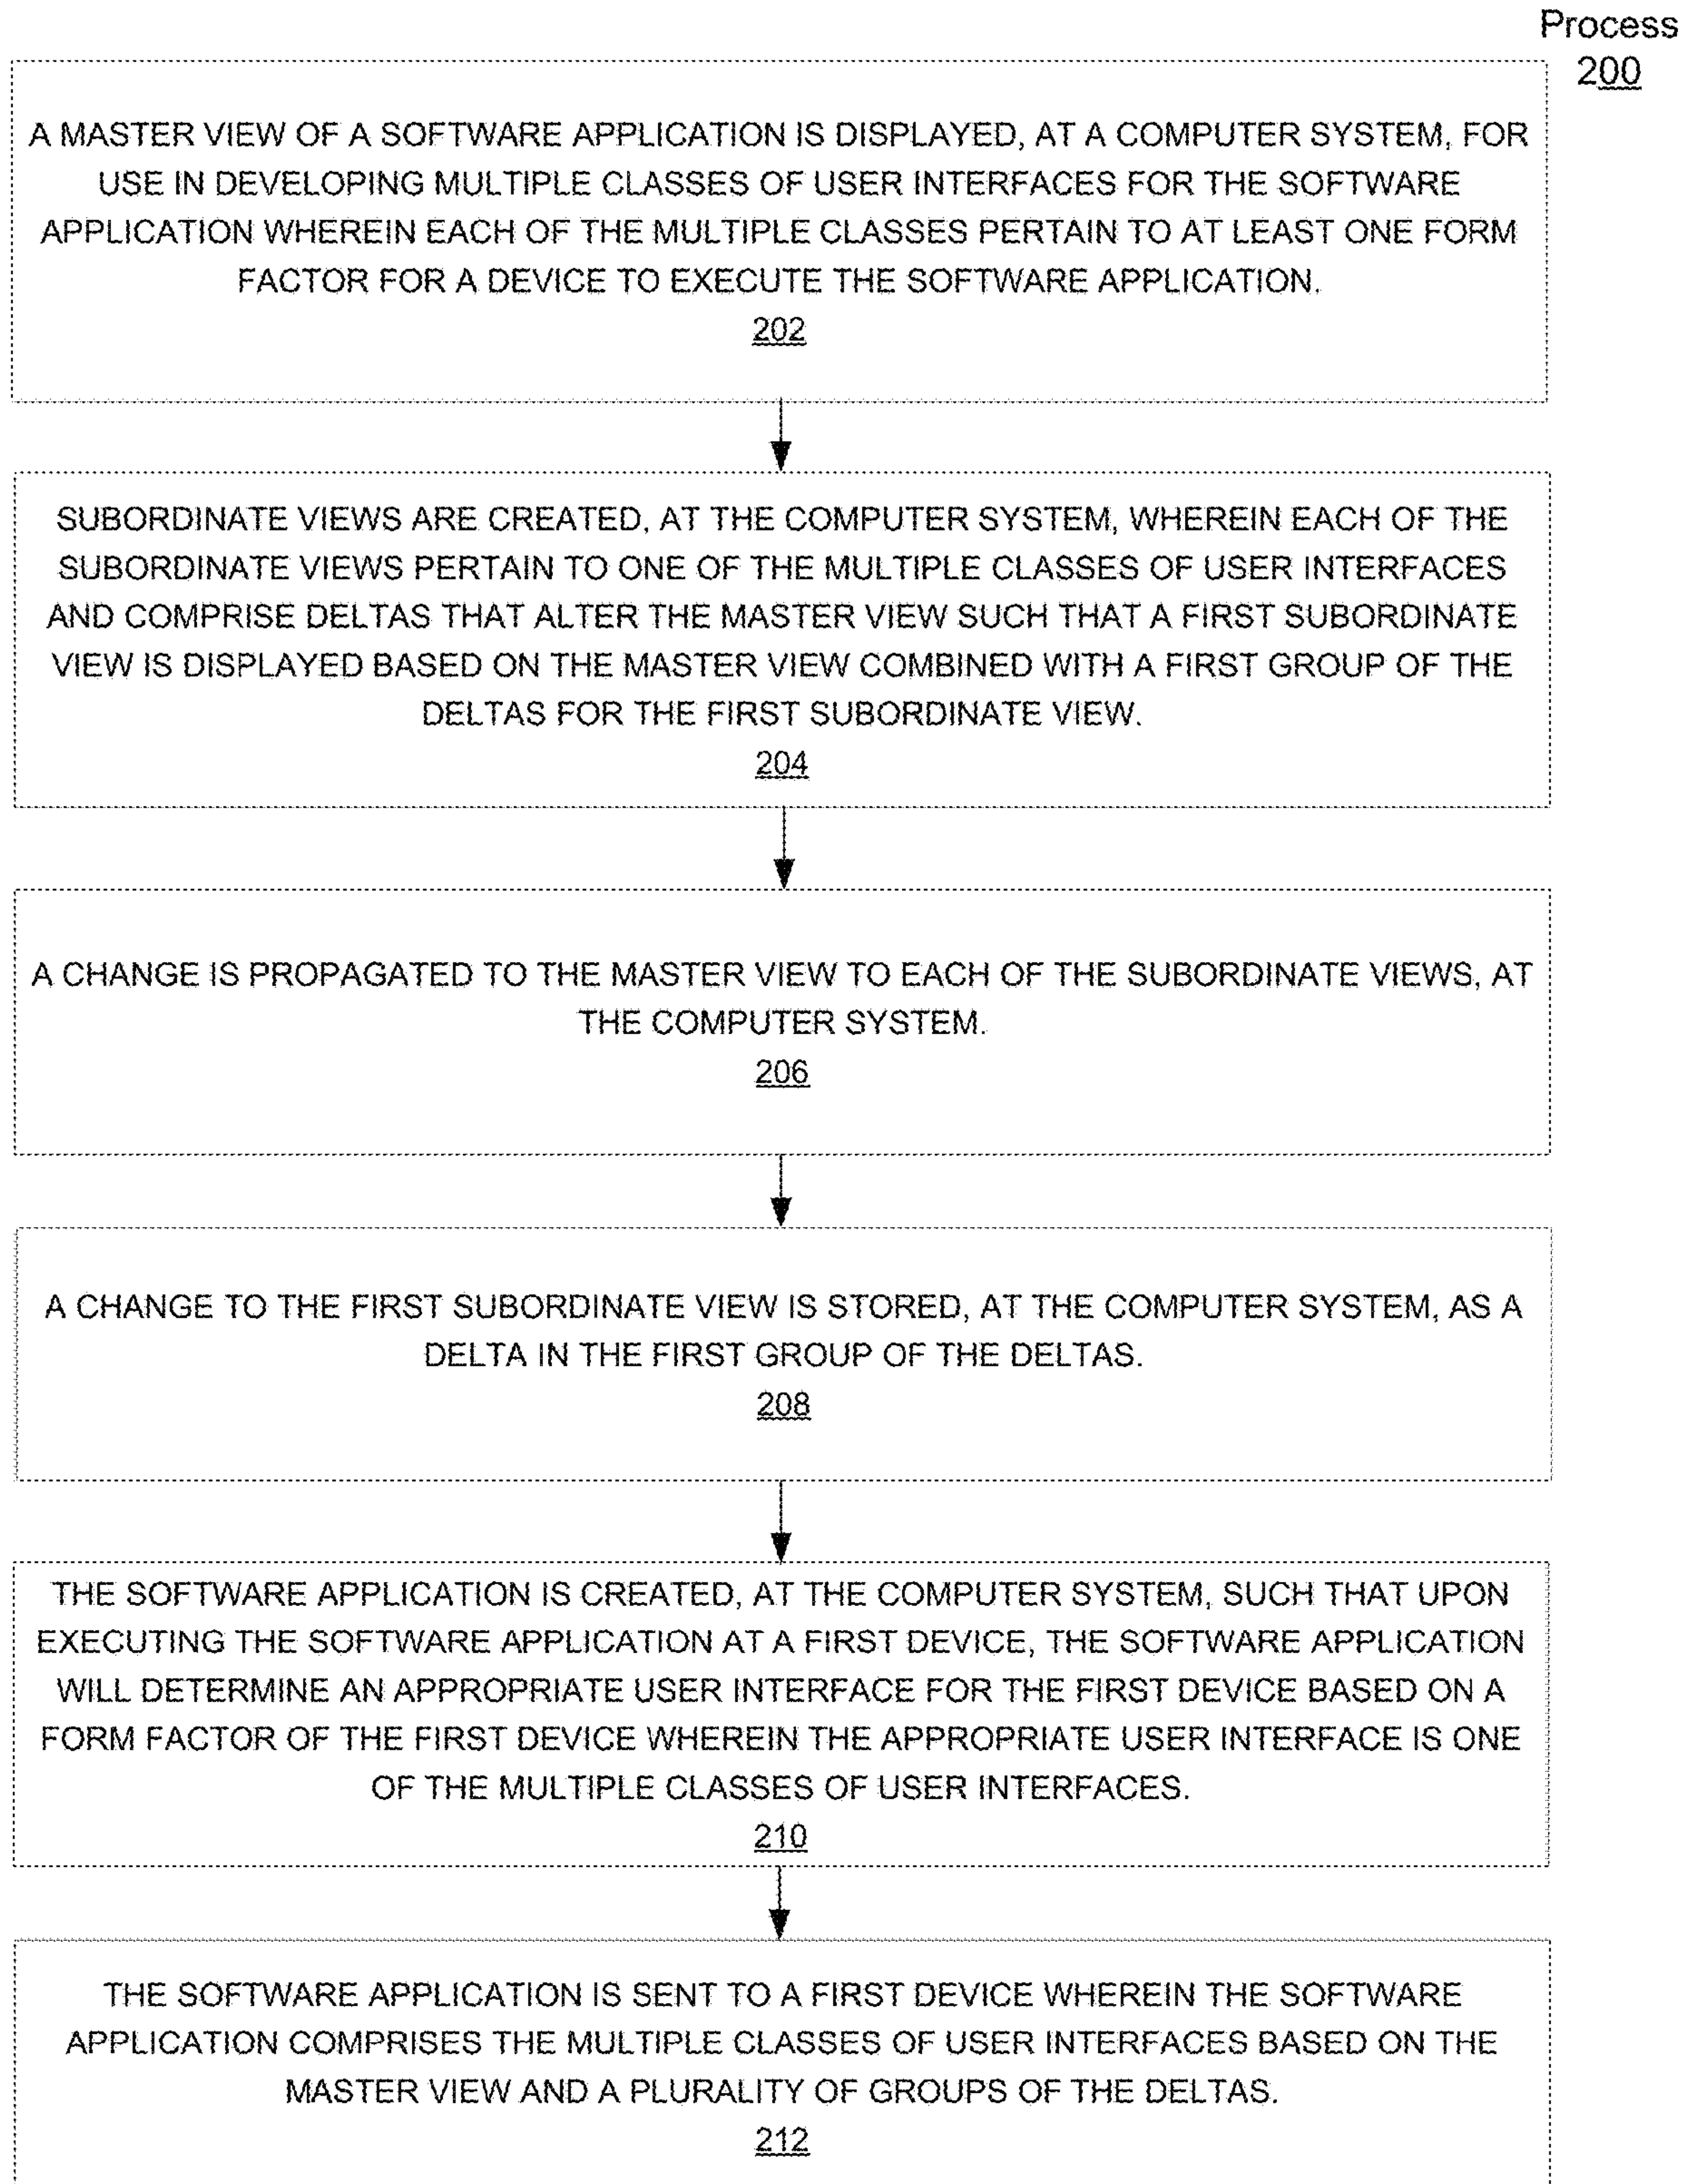 Process
200
A MASTER VIEW OF A SOFTWARE APPLICATION IS DISPLAYED, AT A COMPUTER SYSTEM, FOR
USE IN DEVELOPING MULTIPLE CLASSES OF USER INTERFACES FOR THE SOFTWARE
APPLICATION WHEREIN EACH OF THE MULTIPLE CLASSES PERTAIN TO AT LEAST ONE FORM
FACTOR FOR A DEVICE TO EXECUTE THE SOFTWARE APPLICATION.
202
SUBORDINATE VIEWS ARE CREATED, AT THE COMPUTER SYSTEM, WHEREIN EACH OF THE
SUBORDINATE VIEWS PERTAIN TO ONE OF THE MULTIPLE CLASSES OF USER INTERFACES
AND COMPRISE DELTAS THAT ALTER THE MASTER VIEW SUCH THAT A FIRST SUBORDINATE
VIEW IS DISPLAYED BASED ON THE MASTER VIEW COMBINED WITH A FIRST GROUP OF THE
DELTAS FOR THE FIRST SUBORDINATE VIEW.
204
A CHANGE IS PROPAGATED TO THE MASTER VIEW TO EACH OF THE SUBORDINATE VIEWS, AT
THE COMPUTER SYSTEM.
206
A CHANGE TO THE FIRST SUBORDINATE VIEW IS STORED, AT THE COMPUTER SYSTEM, AS A
DELTA IN THE FIRST GROUP OF THE DELTAS.
208
THE SOFTWARE APPLICATION IS CREATED, AT THE COMPUTER SYSTEM, SUCH THAT UPON
EXECUTING THE SOFTWARE APPLICATION AT A FIRST DEVICE, THE SOFTWARE APPLICATION
WILL DETERMINE AN APPROPRIATE USER INTERFACE FOR THE FIRST DEVICE BASED ON A
FORM FACTOR OF THE FIRST DEVICE WHEREIN THE APPROPRIATE USER INTERFACE IS ONE
OF THE MULTIPLE CLASSES OF USER INTERFACES.
210
THE SOFTWARE APPLICATION IS SENT TO A FIRST DEVICE WHEREIN THE SOFTWARE
APPLICATION COMPRISES THE MULTIPLE CLASSES OF USER INTERFACES BASED ON THE
MASTER VIEW AND A PLURALITY OF GROUPS OF THE DELTAS.
212